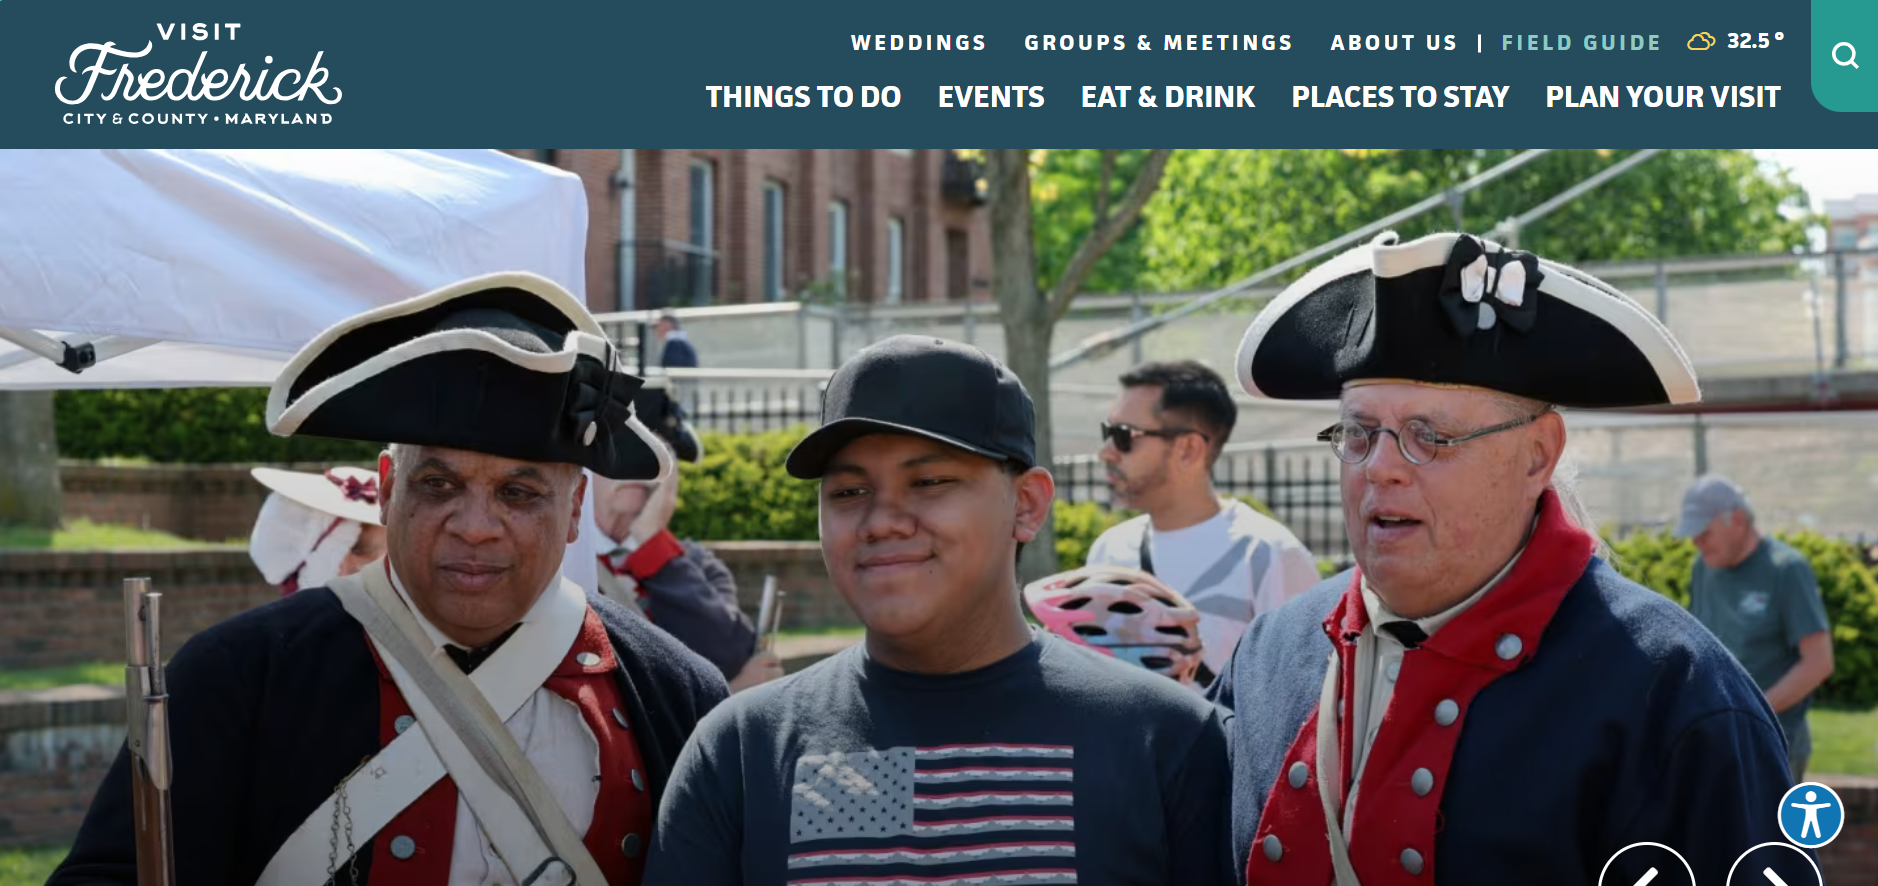 VISIT
Frederick
CITY & COUNTY • MARYLAND
WEDDINGS GROUPS & MEETINGS ABOUT US | FIELD GUIDE 32.5°
THINGS TO DO EVENTS EAT & DRINK PLACES TO STAY PLAN YOUR VISIT